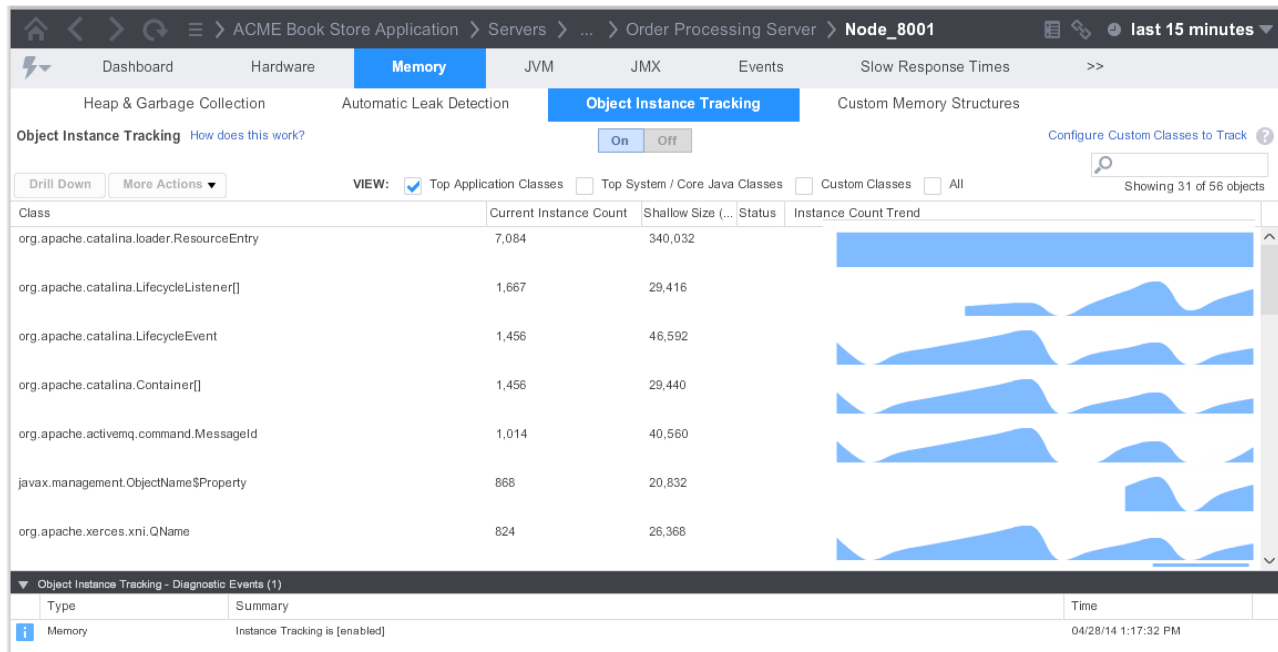 ACME Book Store Application > Servers > ... > Order Processing Server > Node_8001 last 15 minutes
Dashboard Hardware Memory JVM JMX Events Slow Response Times >>
Heap & Garbage Collection Automatic Leak Detection Object Instance Tracking Custom Memory Structures
Object Instance Tracking How does this work? On Off Configure Custom Classes to Track ?
Drill Down More Actions VIEW: Top Application Classes Top System / Core Java Classes Custom Classes All
Showing 31 of 56 objects
Class Current Instance Count Shallow Size (... Status Instance Count Trend
org.apache.catalina.loader.ResourceEntry 7,084 340,032
org.apache.catalina.LifecycleListener[] 1,667 29,416
org.apache.catalina.LifecycleEvent 1,456 46,592
org.apache.catalina.Container[] 1,456 29,440
org.apache.activemq.command.MessageId 1,014 40,560
javax.management.ObjectName$Property 868 20,832
org.apache.xerces.xni.QName 824 26,368
Object Instance Tracking - Diagnostic Events (1)
Type Summary Time
i Memory Instance Tracking is [enabled] 04/28/14 1:17:32 PM